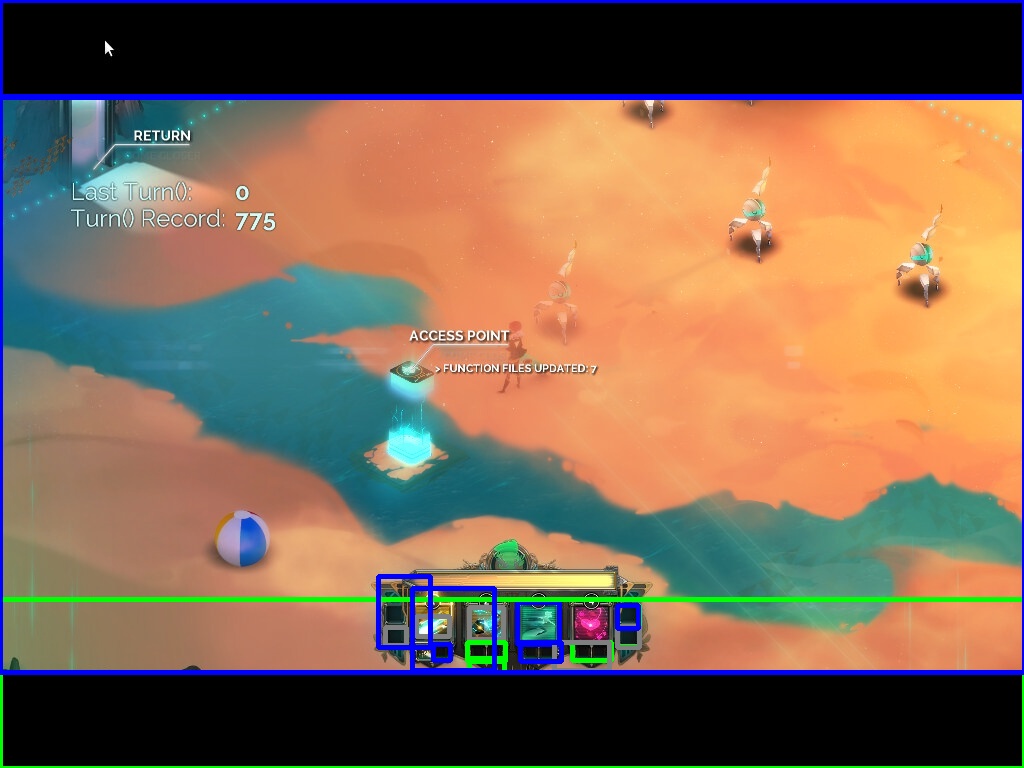 RETURN
Last Turn(): 0
Turn() Record: 775
ACCESS POINT
> FUNCTION FILES UPDATED: 7